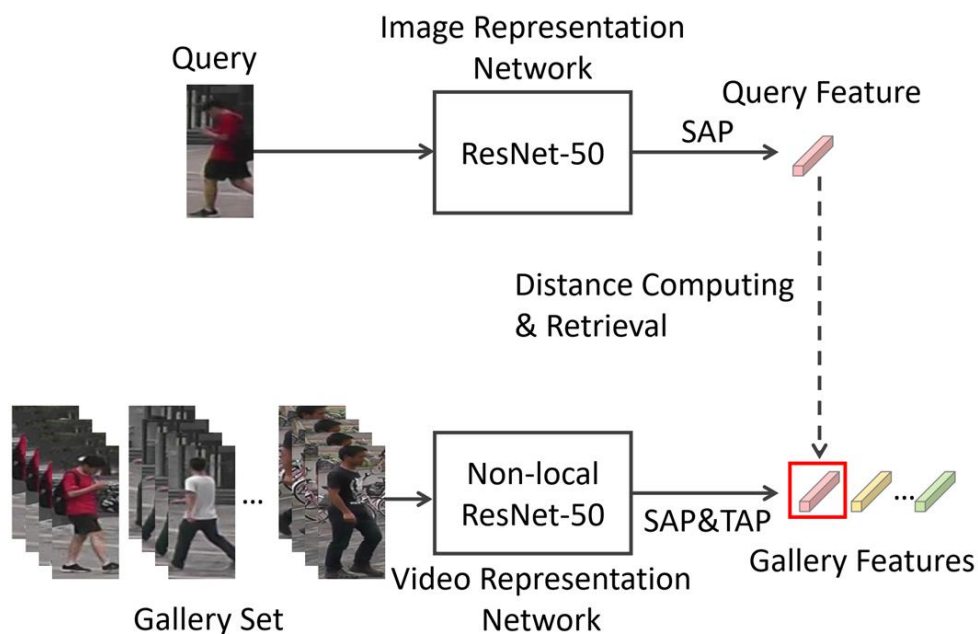 Image Representation
Network
Query
ResNet-50
SAP
Query Feature
Distance Computing
& Retrieval
...
Non-local
ResNet-50
SAP&TAP
...
Gallery Features
Video Representation
Network
Gallery Set